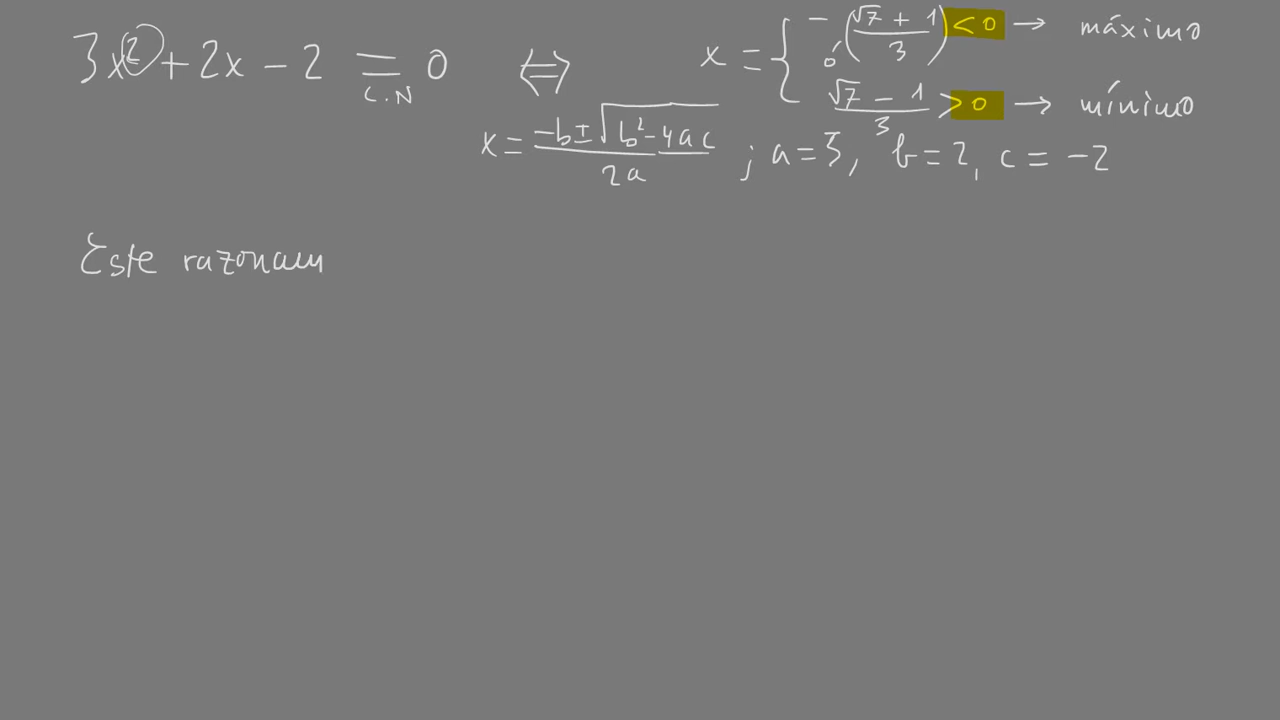 3x² + 2x - 2 = 0 ⇔ x = { -(√7 + 1 / 3) < 0 → máximo
C.N ó
√7 - 1 / 3 > 0 → mínimo
x = -b ± √b² - 4ac / 2a ; a = 3, b = 2, c = -2
Este razonam